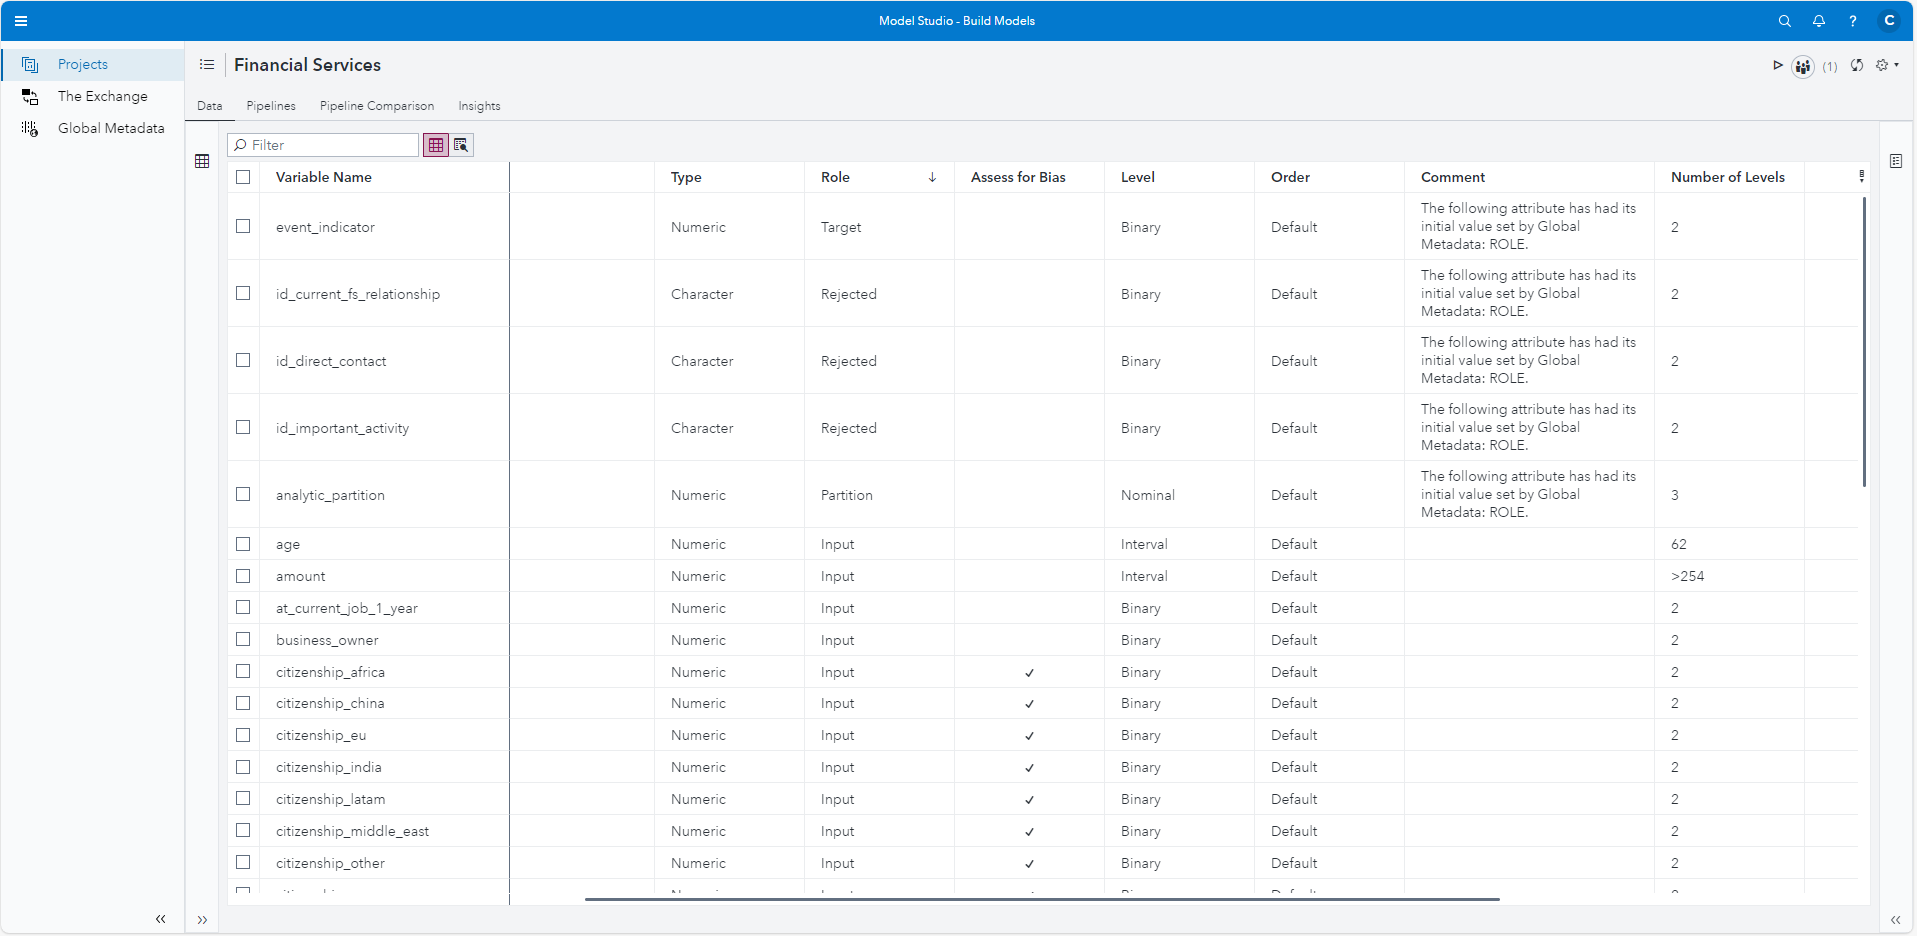 Model Studio - Build Models
? C
Projects
The Exchange
Global Metadata
Financial Services
(1)
Data Pipelines Pipeline Comparison Insights
Filter
Variable Name Type Role Assess for Bias Level Order Comment Number of Levels
event_indicator Numeric Target Binary Default The following attribute has had its 2
initial value set by Global
Metadata: ROLE.
id_current_fs_relationship Character Rejected Binary Default The following attribute has had its 2
initial value set by Global
Metadata: ROLE.
id_direct_contact Character Rejected Binary Default The following attribute has had its 2
initial value set by Global
Metadata: ROLE.
id_important_activity Character Rejected Binary Default The following attribute has had its 2
initial value set by Global
Metadata: ROLE.
analytic_partition Numeric Partition Nominal Default The following attribute has had its 3
initial value set by Global
Metadata: ROLE.
age Numeric Input Interval Default 62
amount Numeric Input Interval Default >254
at_current_job_1_year Numeric Input Binary Default 2
business_owner Numeric Input Binary Default 2
citizenship_africa Numeric Input ✓ Binary Default 2
citizenship_china Numeric Input ✓ Binary Default 2
citizenship_eu Numeric Input ✓ Binary Default 2
citizenship_india Numeric Input ✓ Binary Default 2
citizenship_latam Numeric Input ✓ Binary Default 2
citizenship_middle_east Numeric Input ✓ Binary Default 2
citizenship_other Numeric Input ✓ Binary Default 2